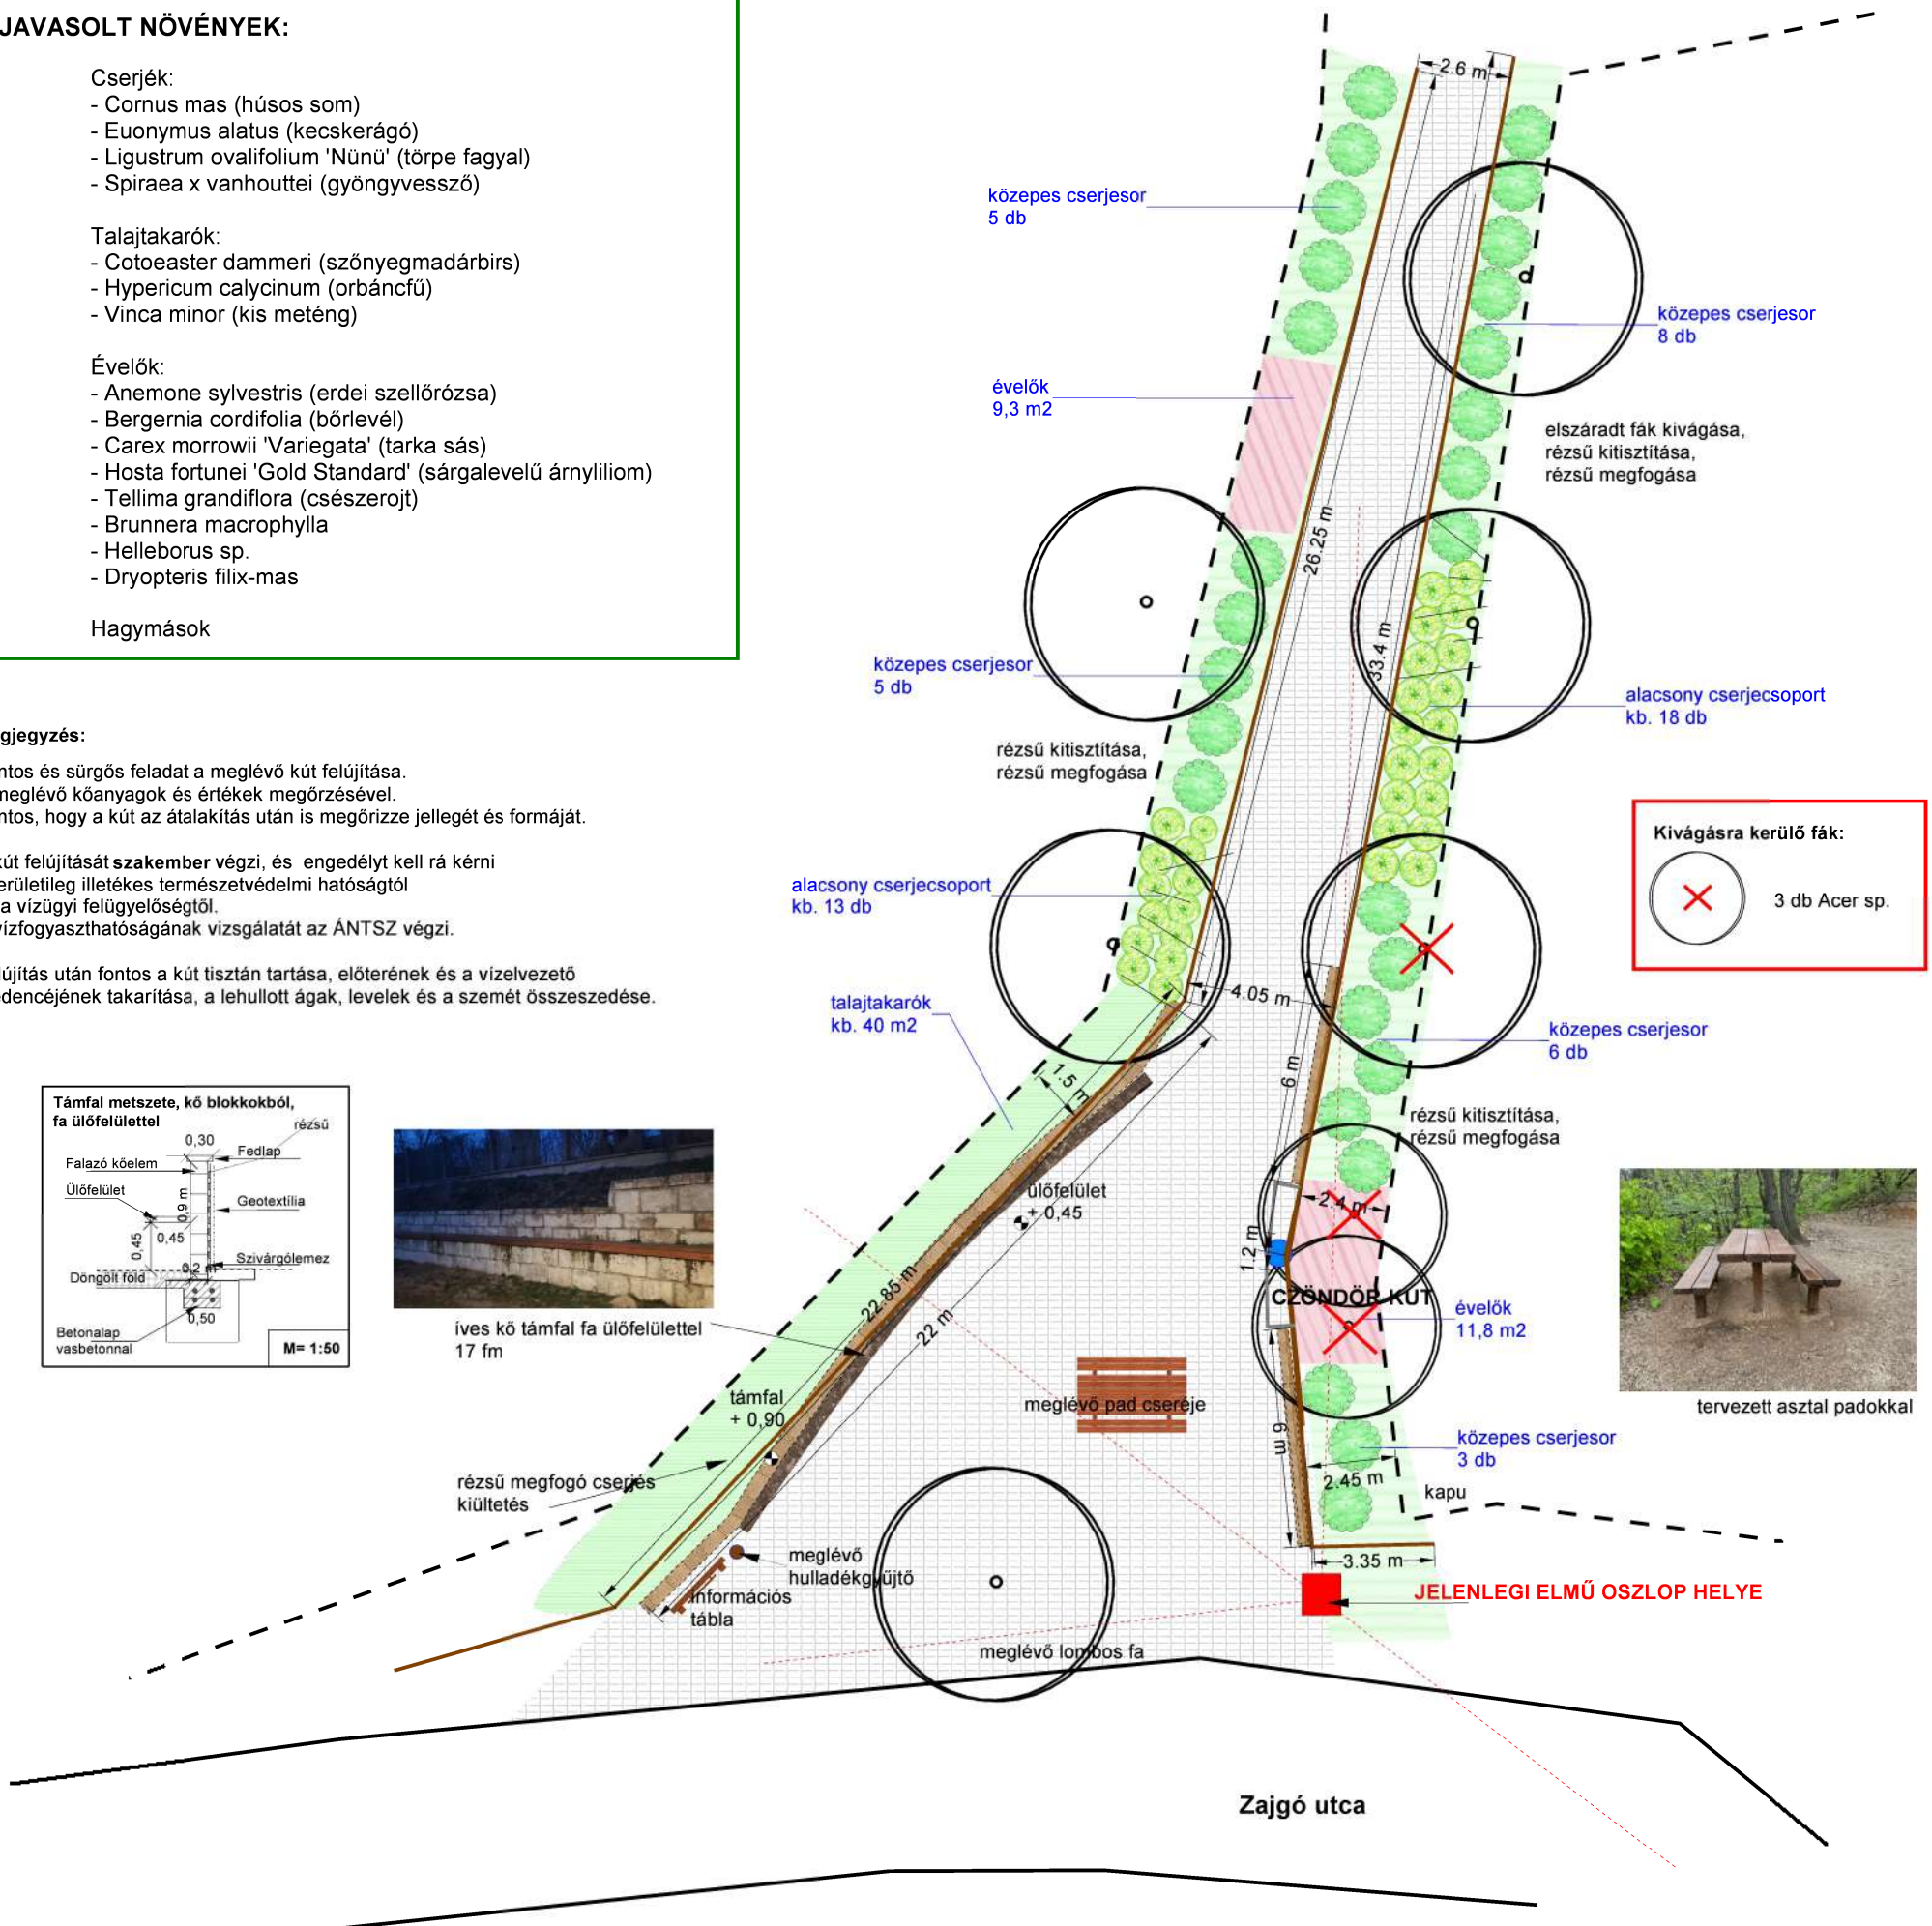 JAVASOLT NÖVÉNYEK:
Cserjék:
- Cornus mas (húsos som)
- Euonymus alatus (kecskerágó)
- Ligustrum ovalifolium 'Nünü' (törpe fagyal)
- Spiraea x vanhouttei (gyöngyvessző)
Talajtakarók:
- Cotoeaster dammeri (szőnyegmadárbirs)
- Hypericum calycinum (orbáncfű)
- Vinca minor (kis meténg)
Évelők:
- Anemone sylvestris (erdei szellőrózsa)
- Bergernia cordifolia (bőrlevél)
- Carex morrowii 'Variegata' (tarka sás)
- Hosta fortunei 'Gold Standard' (sárgalevelű árnyliliom)
- Tellima grandiflora (csészerojt)
- Brunnera macrophylla
- Helleborus sp.
- Dryopteris filix-mas
Hagymások
gjegyzés:
ntos és sürgős feladat a meglévő kút felújítása.
meglévő kőanyagok és értékek megőrzésével.
ntos, hogy a kút az átalakítás után is megőrizze jellegét és formáját.
kút felújítását szakember végzi, és engedélyt kell rá kérni
erületileg illetékes természetvédelmi hatóságtól
a vízügyi felügyelőségtől.
vízfogyaszthatóságának vizsgálatát az ÁNTSZ végzi.
lújítás után fontos a kút tisztán tartása, előterének és a vízelvezető
edencéjének takarítása, a lehullott ágak, levelek és a szemét összeszedése.
Támfal metszete, kő blokkokból,
fa ülőfelülettel
rézsű
0,30
Fedlap
Falazó kőelem
Ülőfelület
0,9 m
Geotextília
0,45
0,45
Szivárgólemez
0,2 m
Döngölt föld
0,50
Betonalap
vasbetonnal
M= 1:50
íves kő támfal fa ülőfelülettel
17 fm
2.6 m
közepes cserjesor
5 db
közepes cserjesor
8 db
évelők
9,3 m2
elszáradt fák kivágása,
rézsű kitisztítása,
rézsű megfogása
26.25 m
33.4 m
közepes cserjesor
5 db
alacsony cserjecsoport
kb. 18 db
rézsű kitisztítása,
rézsű megfogása
Kivágásra kerülő fák:
3 db Acer sp.
alacsony cserjecsoport
kb. 13 db
talajtakarók
kb. 40 m2
4.05 m
közepes cserjesor
6 db
6 m
1.5 m
rézsű kitisztítása,
rézsű megfogása
ülőfelület
+ 0,45
2.4 m
1.2 m
CZÖNDÖR-KÚT
évelők
11,8 m2
22.85 m
22 m
meglévő pad cseréje
támfal
+ 0,90
tervezett asztal padokkal
6 m
közepes cserjesor
3 db
2.45 m
kapu
rézsű megfogó cserjés
kiültetés
meglévő
hulladékgyűjtő
információs
tábla
3.35 m
JELENLEGI ELMŰ OSZLOP HELYE
meglévő lombos fa
Zajgó utca